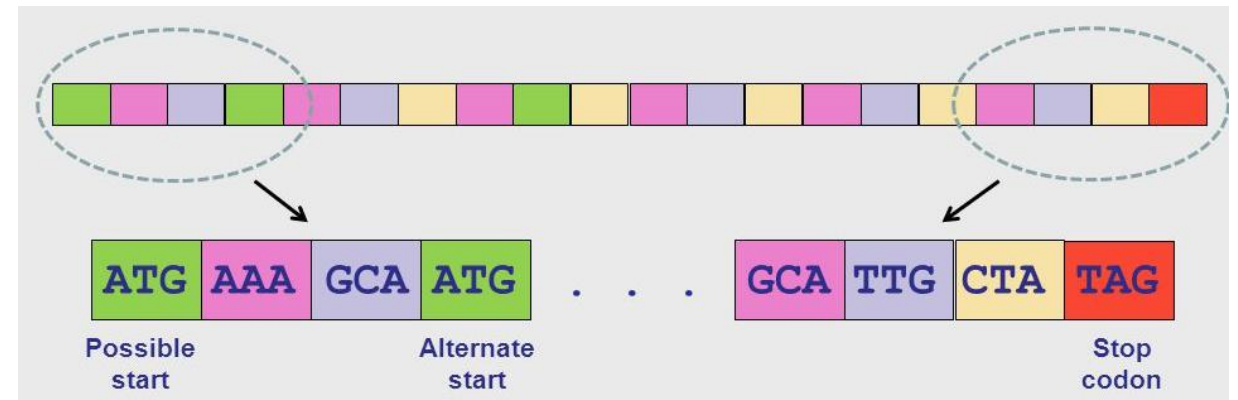 ATG AAA GCA ATG . . . GCA TTG CTA TAG
Possible start
Alternate start
Stop codon